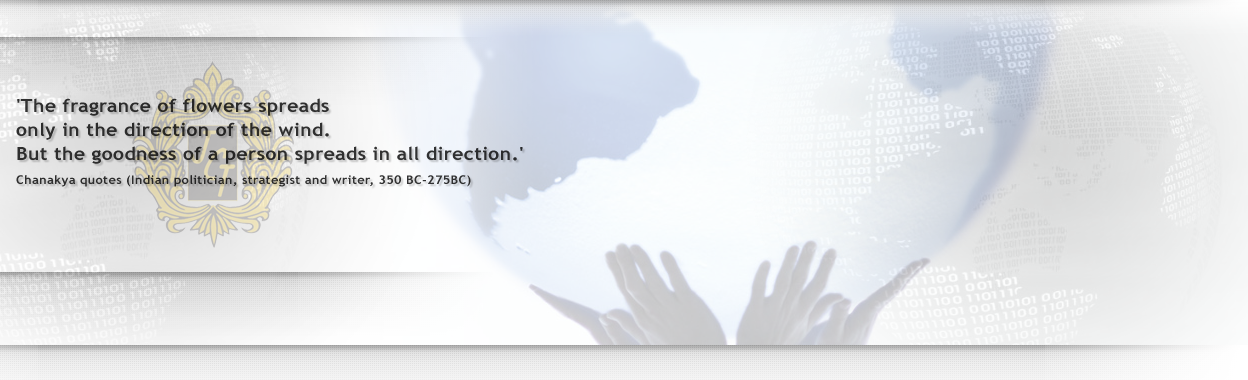 'The fragrance of flowers spreads
only in the direction of the wind.
But the goodness of a person spreads in all direction.'
Chanakya quotes (Indian politician, strategist and writer, 350 BC-275BC)